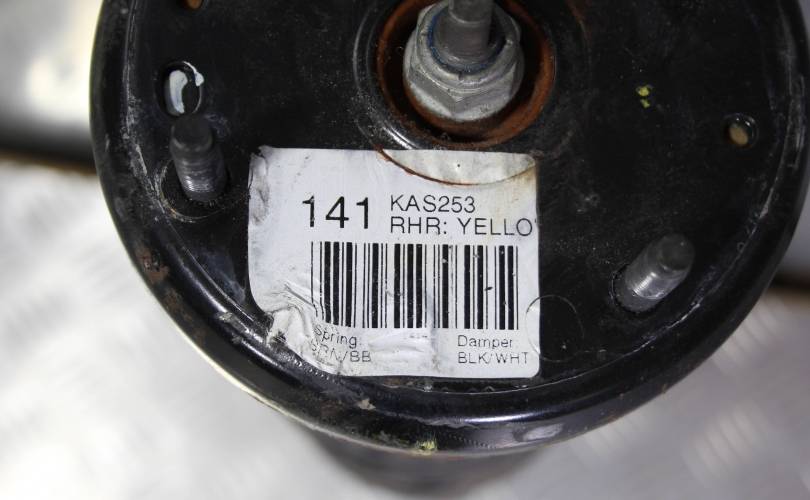 141 KAS253
RHR: YELLO
Spring: Damper:
BLK/WHT